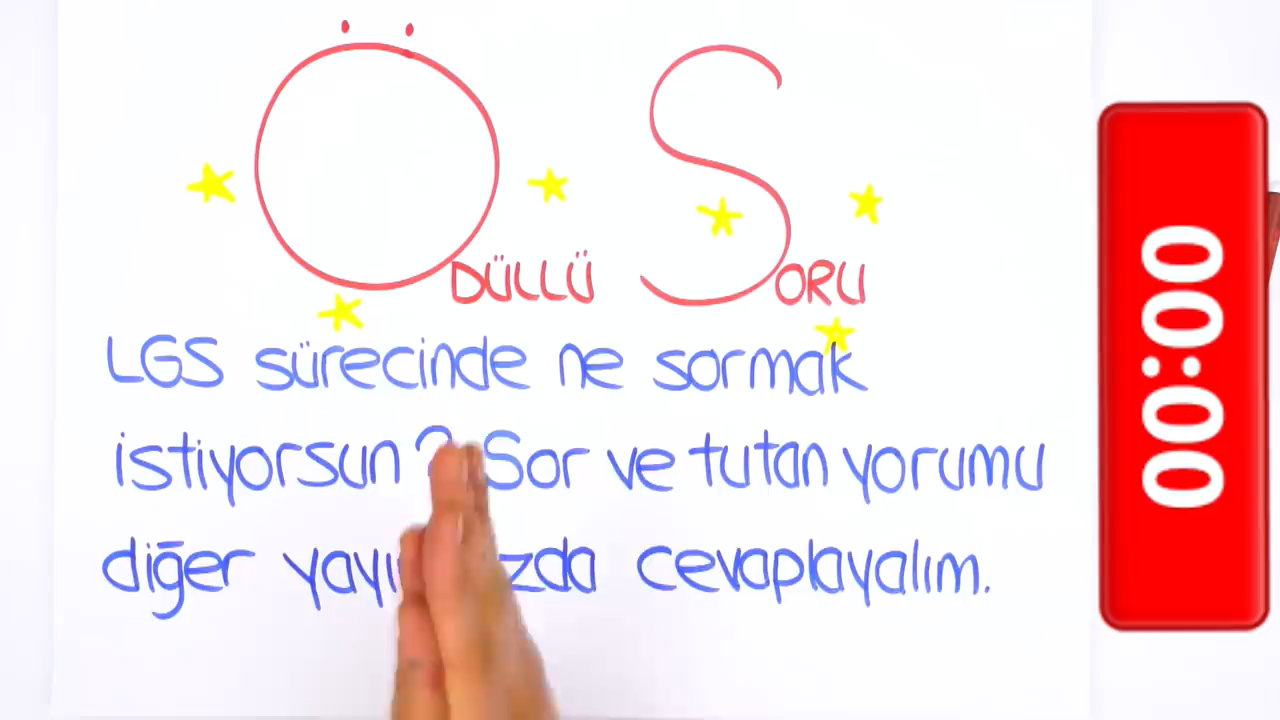 ÖDÜLLÜ SORU
LGS sürecinde ne sormak
istiyorsun? Sor ve tutan yorumu
diğer cevaplayalım.
00:00